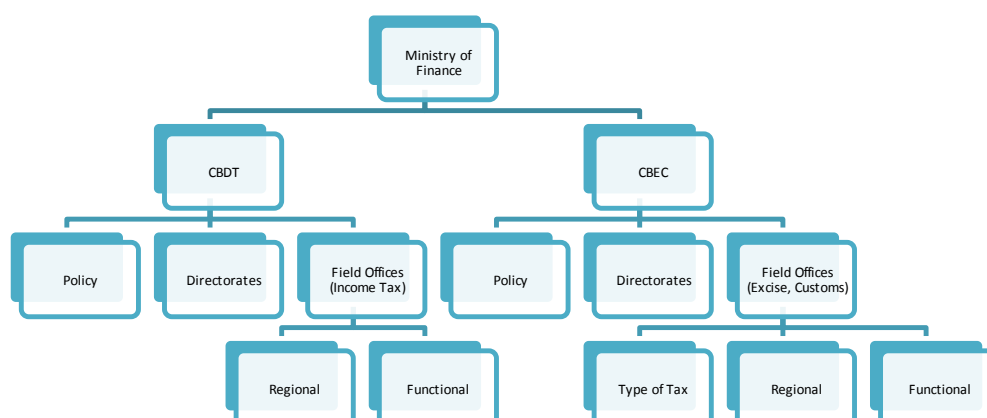 Ministry of
Finance
CBDT
CBEC
Policy
Directorates
Field Offices
(Income Tax)
Policy
Directorates
Field Offices
(Excise, Customs)
Regional
Functional
Type of Tax
Regional
Functional